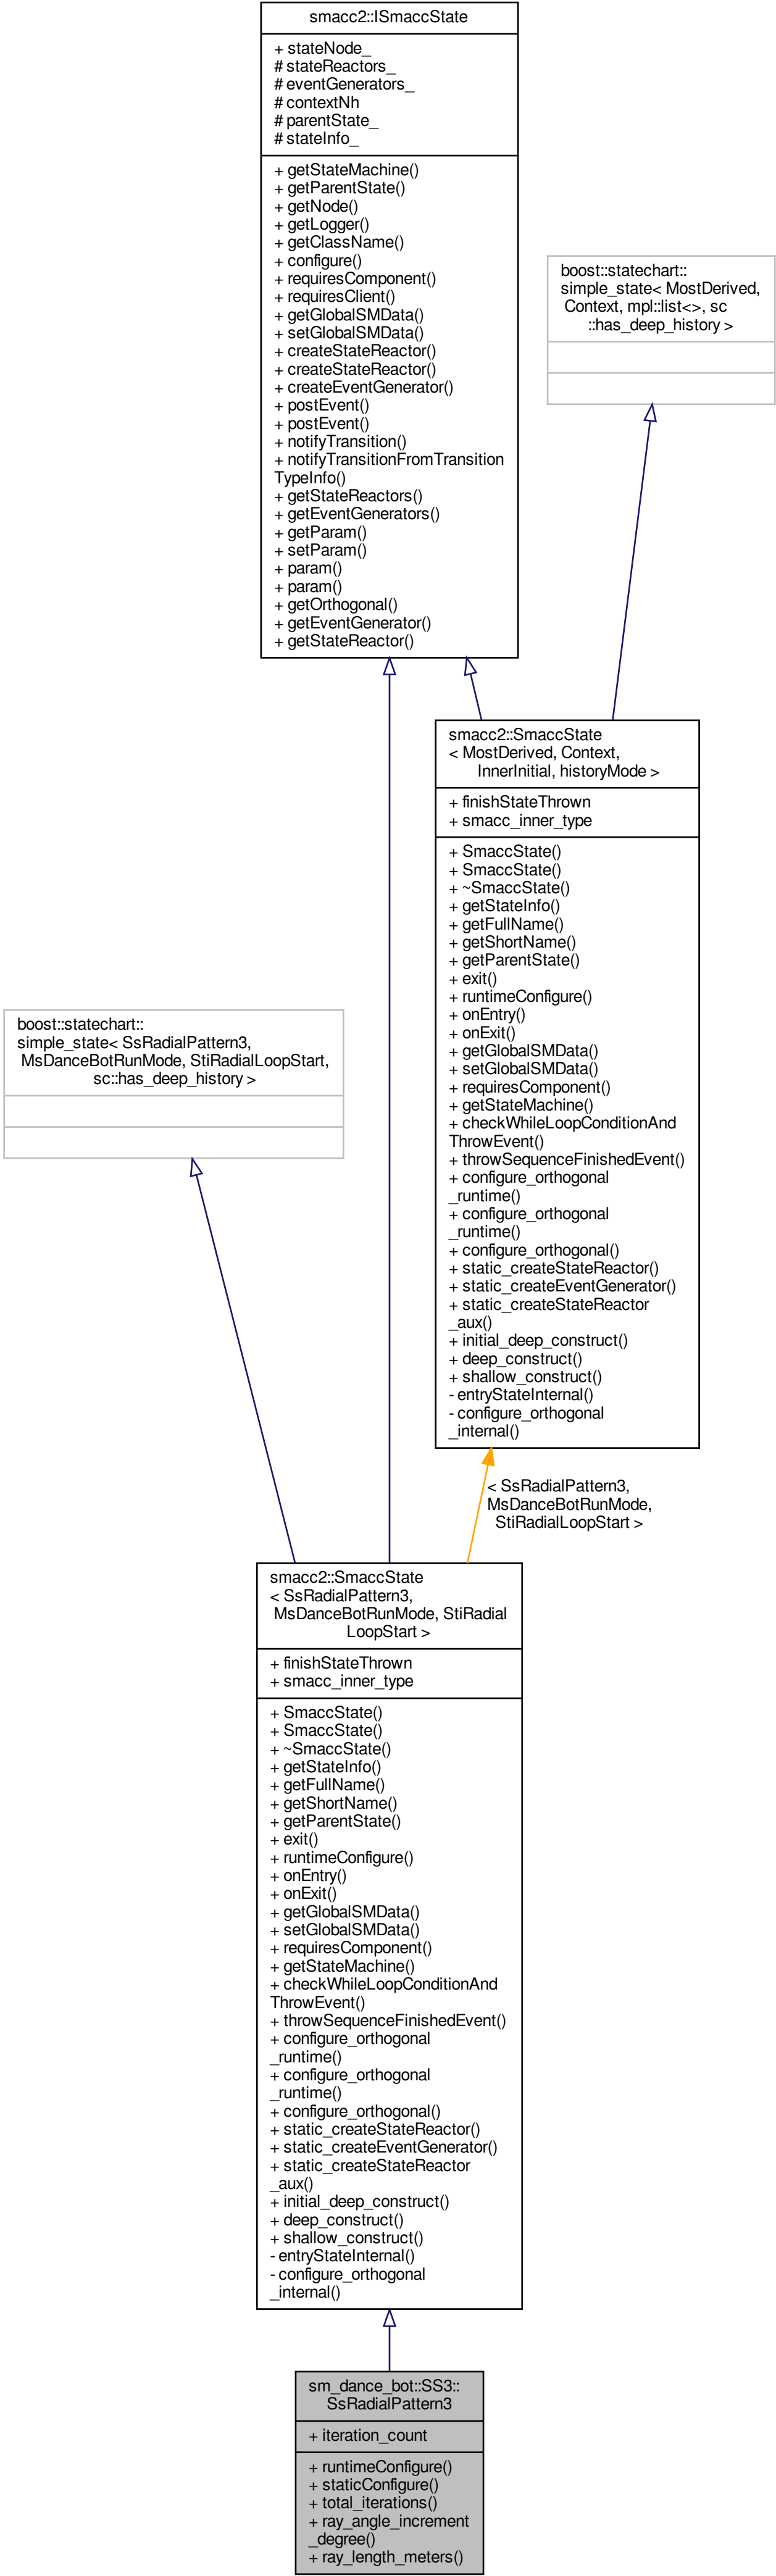 smacc2::ISmaccState
+ stateNode_
# stateReactors_
# eventGenerators_
# contextNh
# parentState_
# stateInfo_
+ getStateMachine()
+ getParentState()
+ getNode()
+ getLogger()
+ getClassName()
+ configure()
+ requiresComponent()
+ requiresClient()
+ getGlobalSMData()
+ setGlobalSMData()
+ createStateReactor()
+ createStateReactor()
+ createEventGenerator()
+ postEvent()
+ postEvent()
+ notifyTransition()
+ notifyTransitionFromTransition
TypeInfo()
+ getStateReactors()
+ getEventGenerators()
+ getParam()
+ setParam()
+ param()
+ param()
+ getOrthogonal()
+ getEventGenerator()
+ getStateReactor()
boost::statechart::
simple_state< MostDerived,
Context, mpl::list<>, sc
::has_deep_history >
smacc2::SmaccState
< MostDerived, Context,
InnerInitial, historyMode >
+ finishStateThrown
+ smacc_inner_type
+ SmaccState()
+ SmaccState()
+ ~SmaccState()
+ getStateInfo()
+ getFullName()
+ getShortName()
+ getParentState()
+ exit()
+ runtimeConfigure()
+ onEntry()
+ onExit()
+ getGlobalSMData()
+ setGlobalSMData()
+ requiresComponent()
+ getStateMachine()
+ checkWhileLoopConditionAnd
ThrowEvent()
+ throwSequenceFinishedEvent()
+ configure_orthogonal
_runtime()
+ configure_orthogonal
_runtime()
+ configure_orthogonal()
+ static_createStateReactor()
+ static_createEventGenerator()
+ static_createStateReactor
_aux()
+ initial_deep_construct()
+ deep_construct()
+ shallow_construct()
- entryStateInternal()
- configure_orthogonal
_internal()
boost::statechart::
simple_state< SsRadialPattern3,
MsDanceBotRunMode, StiRadialLoopStart,
sc::has_deep_history >
< SsRadialPattern3,
MsDanceBotRunMode,
StiRadialLoopStart >
smacc2::SmaccState
< SsRadialPattern3,
MsDanceBotRunMode, StiRadial
LoopStart >
+ finishStateThrown
+ smacc_inner_type
+ SmaccState()
+ SmaccState()
+ ~SmaccState()
+ getStateInfo()
+ getFullName()
+ getShortName()
+ getParentState()
+ exit()
+ runtimeConfigure()
+ onEntry()
+ onExit()
+ getGlobalSMData()
+ setGlobalSMData()
+ requiresComponent()
+ getStateMachine()
+ checkWhileLoopConditionAnd
ThrowEvent()
+ throwSequenceFinishedEvent()
+ configure_orthogonal
_runtime()
+ configure_orthogonal
_runtime()
+ configure_orthogonal()
+ static_createStateReactor()
+ static_createEventGenerator()
+ static_createStateReactor
_aux()
+ initial_deep_construct()
+ deep_construct()
+ shallow_construct()
- entryStateInternal()
- configure_orthogonal
_internal()
sm_dance_bot::SS3::
SsRadialPattern3
+ iteration_count
+ runtimeConfigure()
+ staticConfigure()
+ total_iterations()
+ ray_angle_increment
_degree()
+ ray_length_meters()